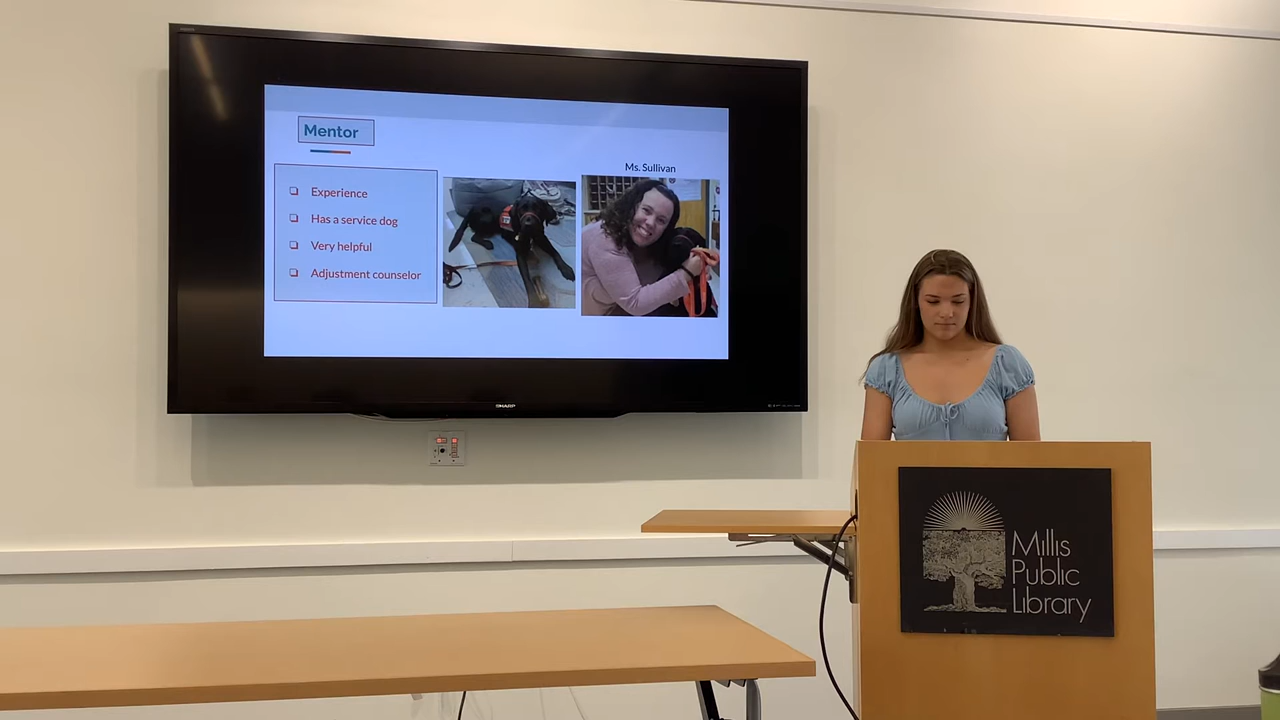 Mentor
Ms. Sullivan
Experience
Has a service dog
Very helpful
Adjustment counselor
SHARP
Millis
Public
Library